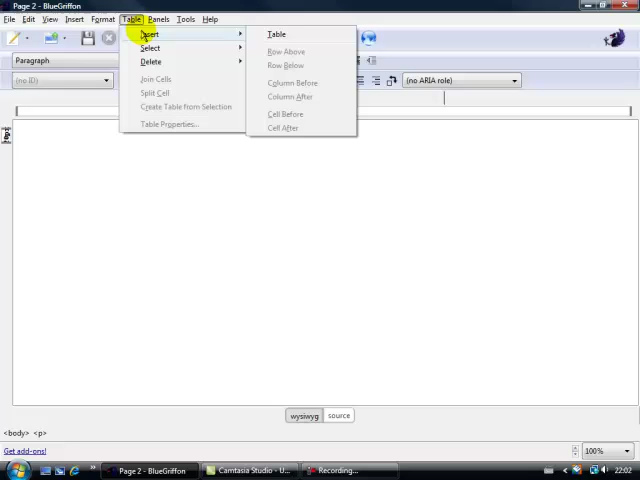 Page 2 - BlueGriffon
File Edit View Insert Format Table Panels Tools Help
Insert
Select
Delete
Join Cells
Split Cell
Create Table from Selection
Table Properties...
Table
Row Above
Row Below
Column Before
Column After
Cell Before
Cell After
Paragraph
(no ID)
(no ARIA role)
wysiwyg source
<body> <p>
Get add-ons!
100%
Page 2 - BlueGriffon
Camtasia Studio - U...
Recording...
22:02